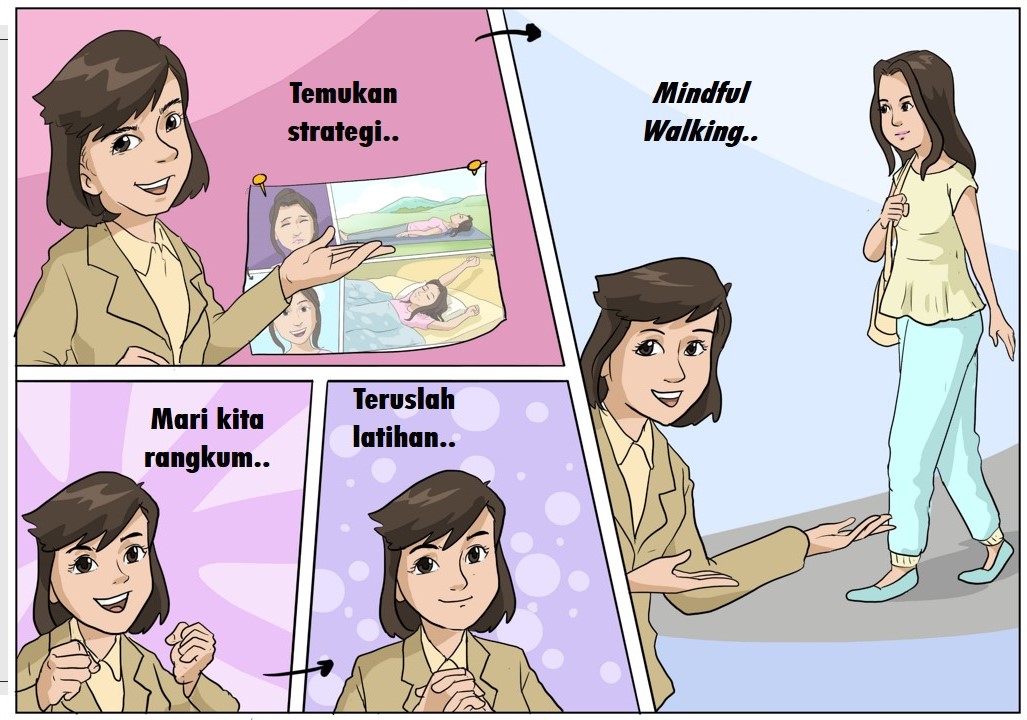 Temukan
strategi..
Mindful
Walking..
Mari kita
rangkum..
Teruslah
latihan..